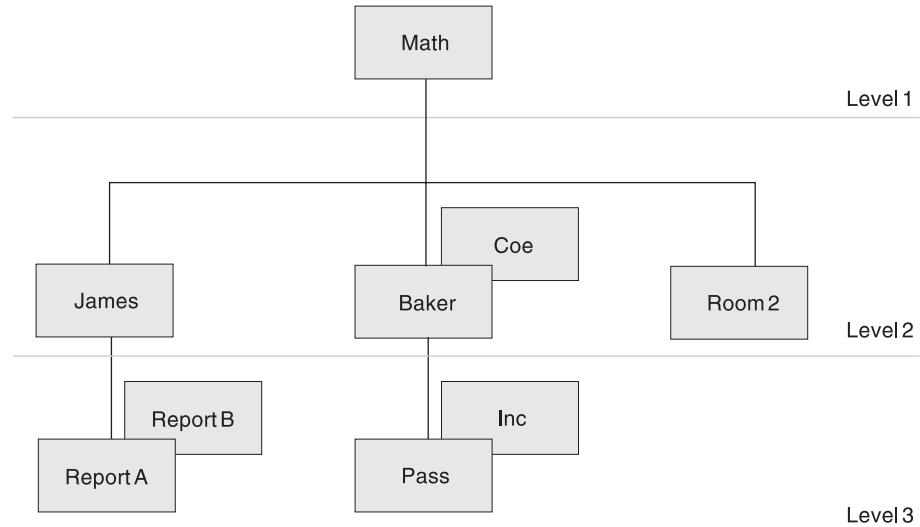 Math
Level 1
Coe
James
Baker
Room 2
Level 2
Report B
Inc
Report A
Pass
Level 3